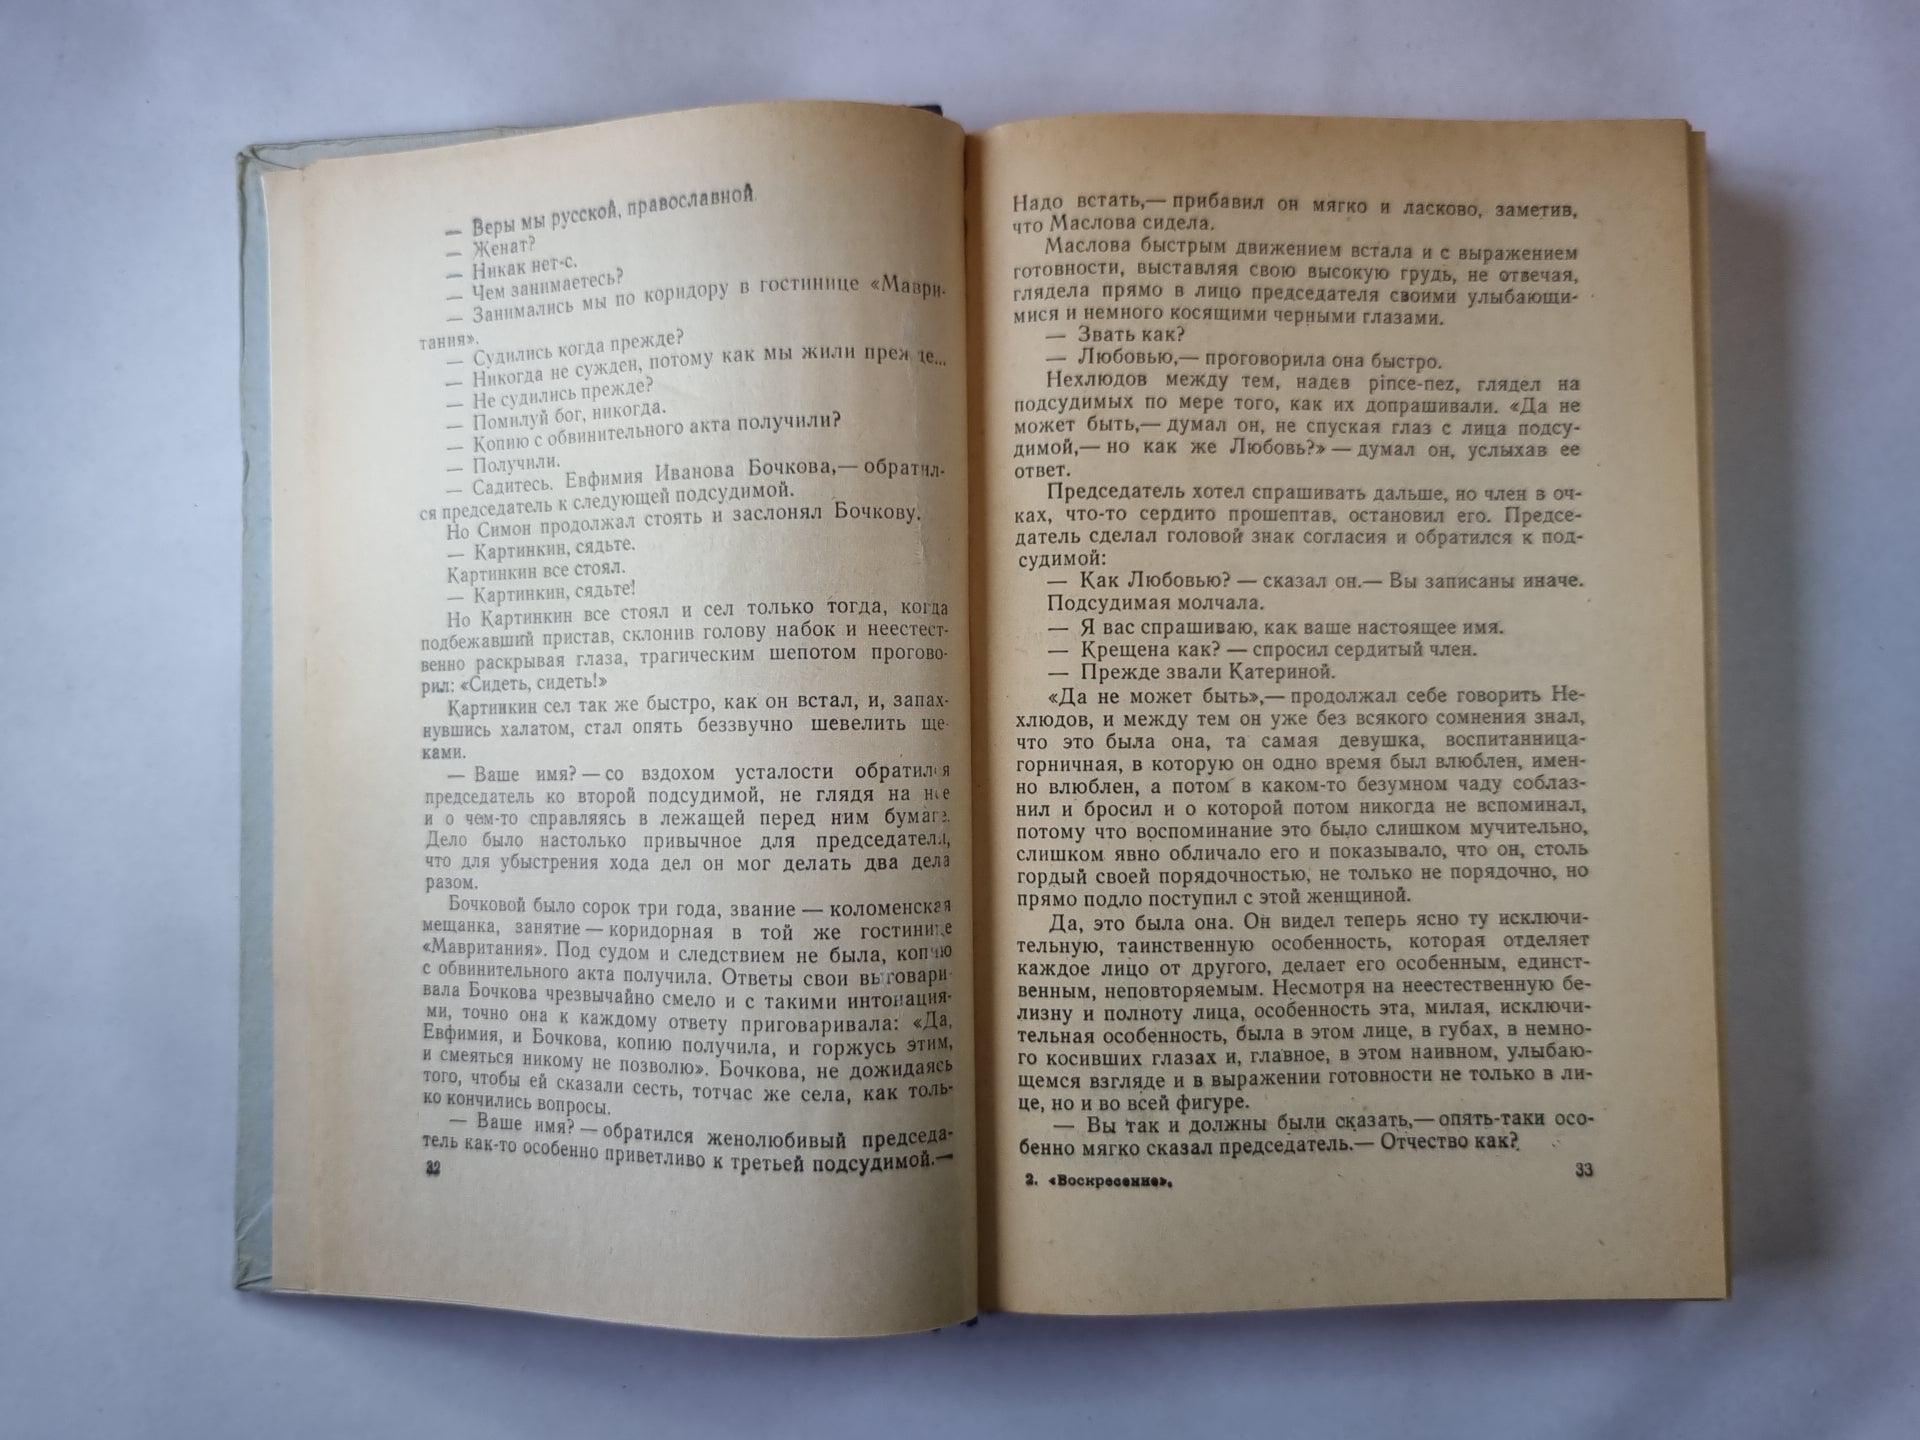 — Веры мы русской, православной.
— Женат?
— Никак нет-с.
— Чем занимаетесь?
— Занимались мы по коридору в гостинице «Маври-
тания».
— Судились когда прежде?
— Никогда не сужден, потому как мы жили прежде...
— Не судились прежде?
— Помилуй бог, никогда.
— Копию с обвинительного акта получили?
— Получили.
— Садитесь. Евфимия Иванова Бочкова,— обратил-
ся председатель к следующей подсудимой.
Но Симон продолжал стоять и заслонял Бочкову.
— Картинкин, сядьте.
Картинкин все стоял.
— Картинкин, сядьте!
Но Картинкин все стоял и сел только тогда, когда
подбежавший пристав, склонив голову набок и неестест-
венно раскрывая глаза, трагическим шепотом прогово-
рил: «Сидеть, сидеть!»
Картинкин сел так же быстро, как он встал, и, запах-
нувшись халатом, стал опять беззвучно шевелить ще-
ками.
— Ваше имя? — со вздохом усталости обратился
председатель ко второй подсудимой, не глядя на нее
и о чем-то справляясь в лежащей перед ним бумаге.
Дело было настолько привычное для председателя,
что для убыстрения хода дел он мог делать два дела
разом.
Бочковой было сорок три года, звание — коломенская
мещанка, занятие — коридорная в той же гостинице
«Мавритания». Под судом и следствием не была, копию
с обвинительного акта получила. Ответы свои выговари-
вала Бочкова чрезвычайно смело и с такими интонация-
ми, точно она к каждому ответу приговаривала: «Да,
Евфимия, и Бочкова, копию получила, и горжусь этим,
и смеяться никому не позволю». Бочкова, не дожидаясь
того, чтобы ей сказали сесть, тотчас же села, как толь-
ко кончились вопросы.
— Ваше имя? — обратился женолюбивый председа-
тель как-то особенно приветливо к третьей подсудимой.—
32
Надо встать,— прибавил он мягко и ласково, заметив,
что Маслова сидела.
Маслова быстрым движением встала и с выражением
готовности, выставляя свою высокую грудь, не отвечая,
глядела прямо в лицо председателя своими улыбающи-
мися и немного косящими черными глазами.
— Звать как?
— Любовью,— проговорила она быстро.
Нехлюдов между тем, надев pince-nez, глядел на
подсудимых по мере того, как их допрашивали. «Да не
может быть,— думал он, не спуская глаз с лица подсу-
димой,— но как же Любовь?» — думал он, услыхав ее
ответ.
Председатель хотел спрашивать дальше, но член в оч-
ках, что-то сердито прошептав, остановил его. Предсе-
датель сделал головой знак согласия и обратился к под-
судимой:
— Как Любовью? — сказал он.— Вы записаны иначе.
Подсудимая молчала.
— Я вас спрашиваю, как ваше настоящее имя.
— Крещена как? — спросил сердитый член.
— Прежде звали Катериной.
«Да не может быть»,— продолжал себе говорить Не-
хлюдов, и между тем он уже без всякого сомнения знал,
что это была она, та самая девушка, воспитанница-
горничная, в которую он одно время был влюблен, имен-
но влюблен, а потом в каком-то безумном чаду соблаз-
нил и бросил и о которой потом никогда не вспоминал,
потому что воспоминание это было слишком мучительно,
слишком явно обличало его и показывало, что он, столь
гордый своей порядочностью, не только не порядочно, но
прямо подло поступил с этой женщиной.
Да, это была она. Он видел теперь ясно ту исключи-
тельную, таинственную особенность, которая отделяет
каждое лицо от другого, делает его особенным, единст-
венным, неповторяемым. Несмотря на неестественную бе-
лизну и полноту лица, особенность эта, милая, исключи-
тельная особенность, была в этом лице, в губах, в немно-
го косивших глазах и, главное, в этом наивном, улыбаю-
щемся взгляде и в выражении готовности не только в ли-
це, но и во всей фигуре.
— Вы так и должны были сказать,— опять-таки осо-
бенно мягко сказал председатель.— Отчество как?
2. «Воскресение».
33